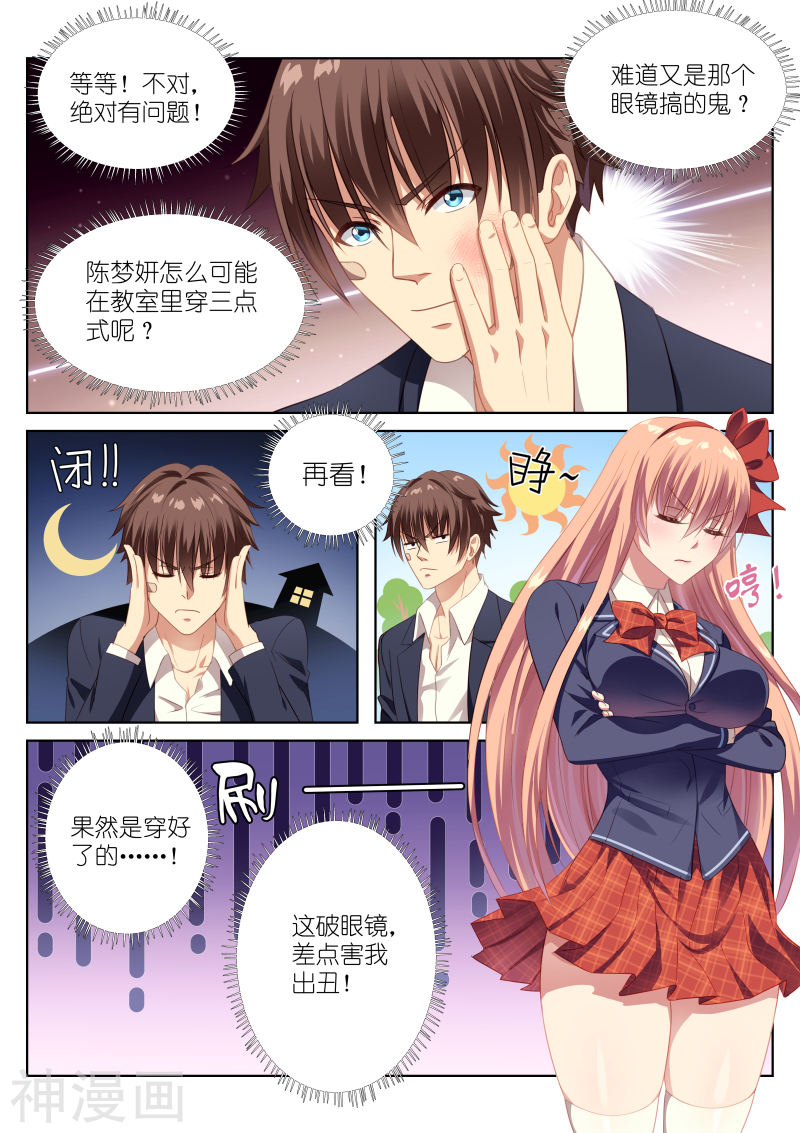 等等！不对，
绝对有问题！
难道又是那个
眼镜搞的鬼？
陈梦妍怎么可能
在教室里穿三点
式呢？
闭!!
再看！
睁~
哼！
果然是穿好
了的……！
刷——
这破眼镜，
差点害我
出丑！
神漫画